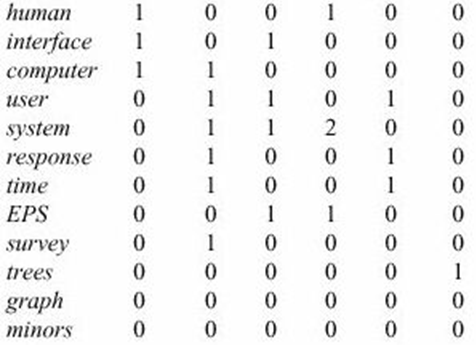 human 1 0 0 1 0 0
interface 1 0 1 0 0 0
computer 1 1 0 0 0 0
user 0 1 1 0 1 0
system 0 1 1 2 0 0
response 0 1 0 0 1 0
time 0 1 0 0 1 0
EPS 0 0 1 1 0 0
survey 0 1 0 0 0 0
trees 0 0 0 0 0 1
graph 0 0 0 0 0 0
minors 0 0 0 0 0 0